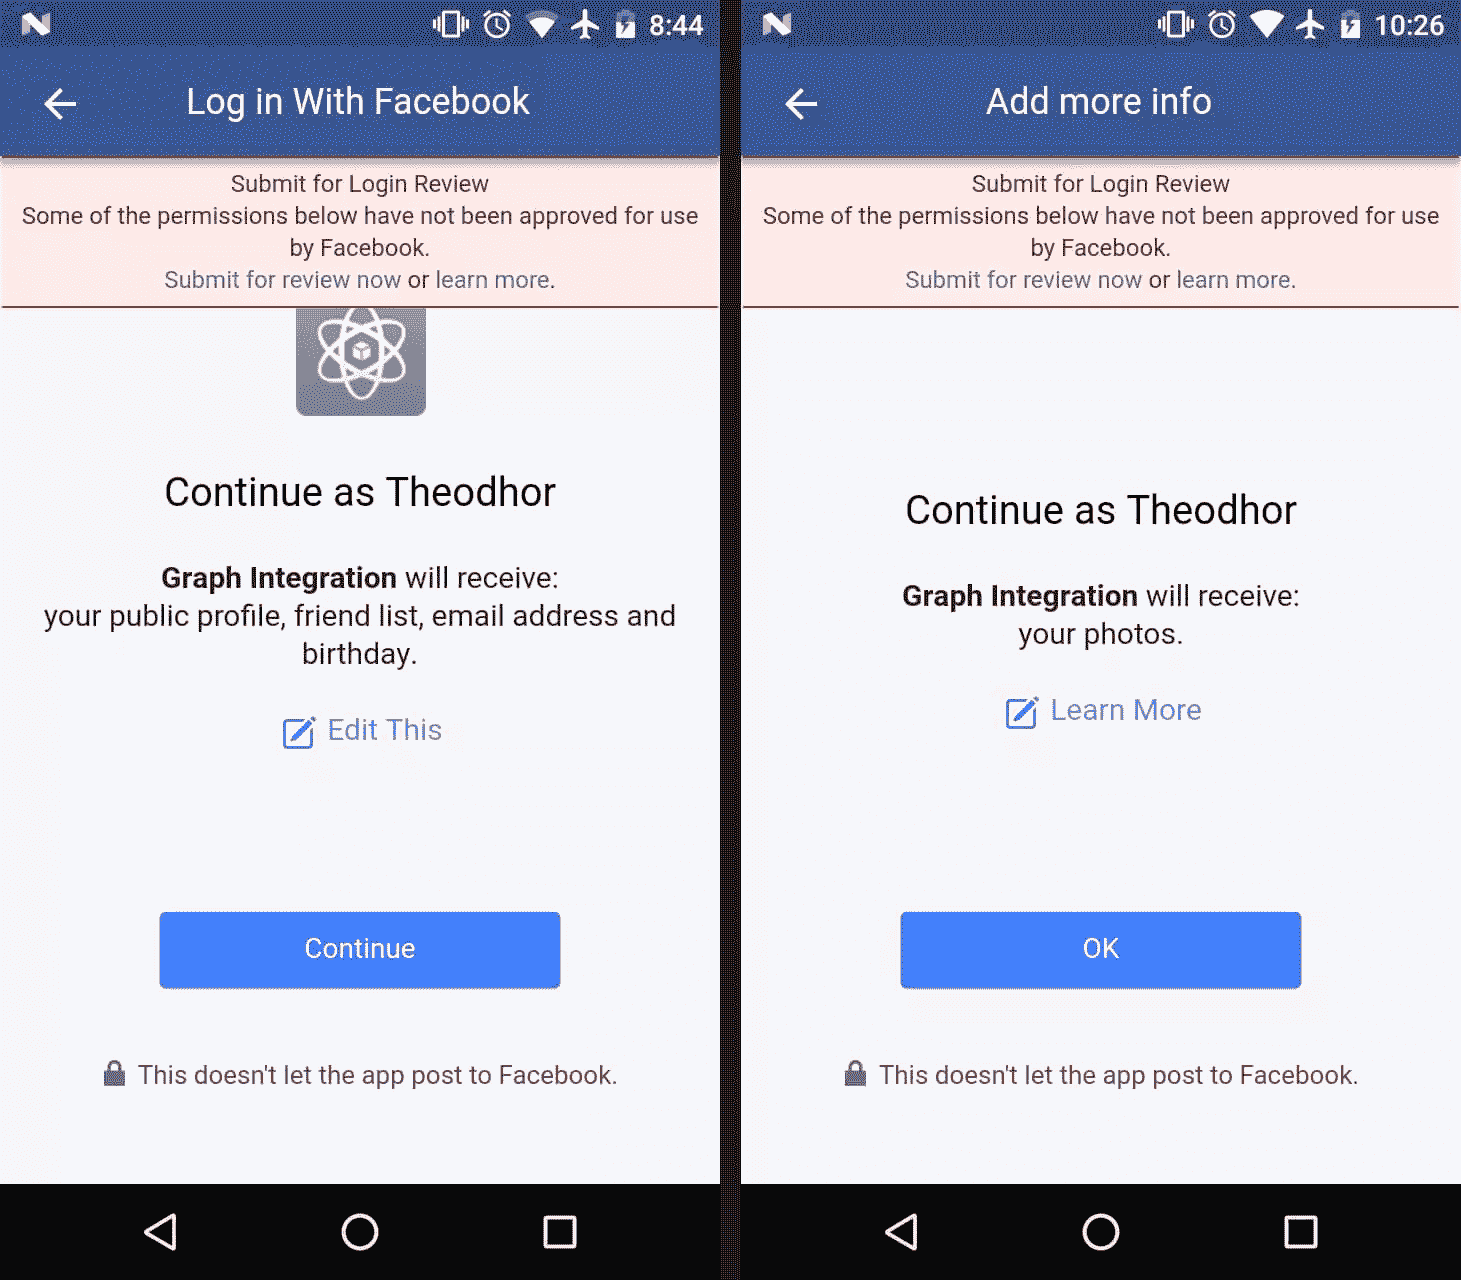 8:44
Log in With Facebook
Submit for Login Review
Some of the permissions below have not been approved for use
by Facebook.
Submit for review now or learn more.
Continue as Theodhor
Graph Integration will receive:
your public profile, friend list, email address and
birthday.
Edit This
Continue
This doesn't let the app post to Facebook.
10:26
Add more info
Submit for Login Review
Some of the permissions below have not been approved for use
by Facebook.
Submit for review now or learn more.
Continue as Theodhor
Graph Integration will receive:
your photos.
Learn More
OK
This doesn't let the app post to Facebook.